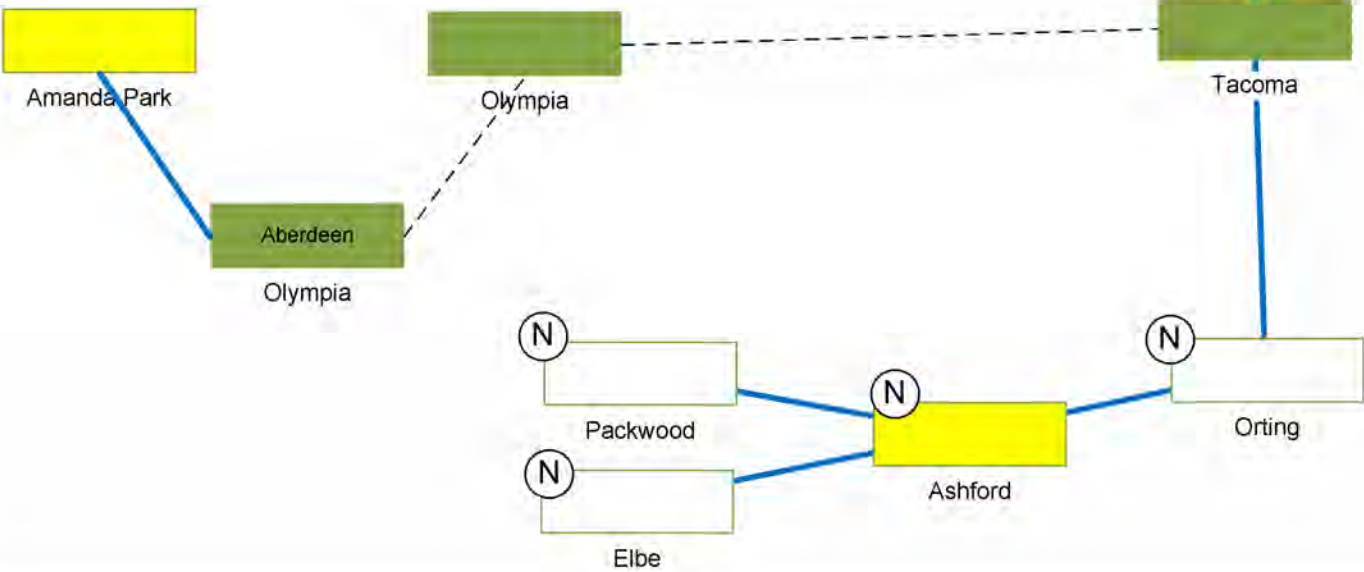 Amanda Park
Olympia
Tacoma
Aberdeen
Olympia
N
N
N
Packwood
Orting
N
Ashford
Elbe